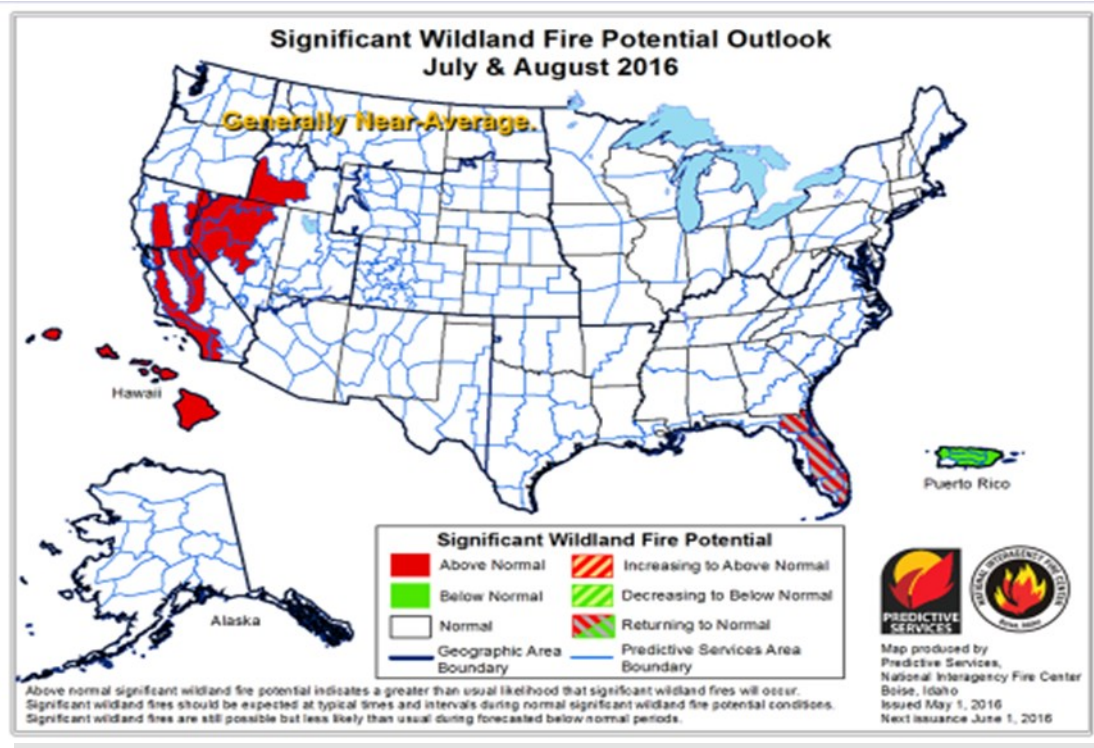 Significant Wildland Fire Potential Outlook
July & August 2016
Generally Near-Average.
Hawaii
Puerto Rico
Alaska
Significant Wildland Fire Potential
Above Normal
Increasing to Above Normal
Below Normal
Decreasing to Below Normal
Normal
Returning to Normal
Geographic Area
Boundary
Predictive Services Area
Boundary
PREDICTIVE
SERVICES
NATIONAL INTERAGENCY FIRE CENTER
BOISE, IDAHO
Map produced by
Predictive Services,
National Interagency Fire Center
Boise, Idaho
Issued May 1, 2016
Next issuance June 1, 2016
Above normal significant wildland fire potential indicates a greater than usual likelihood that significant wildland fires will occur.
Significant wildland fires should be expected at typical times and intervals during normal significant wildland fire potential conditions.
Significant wildland fires are still possible but less likely than usual during forecasted below normal periods.